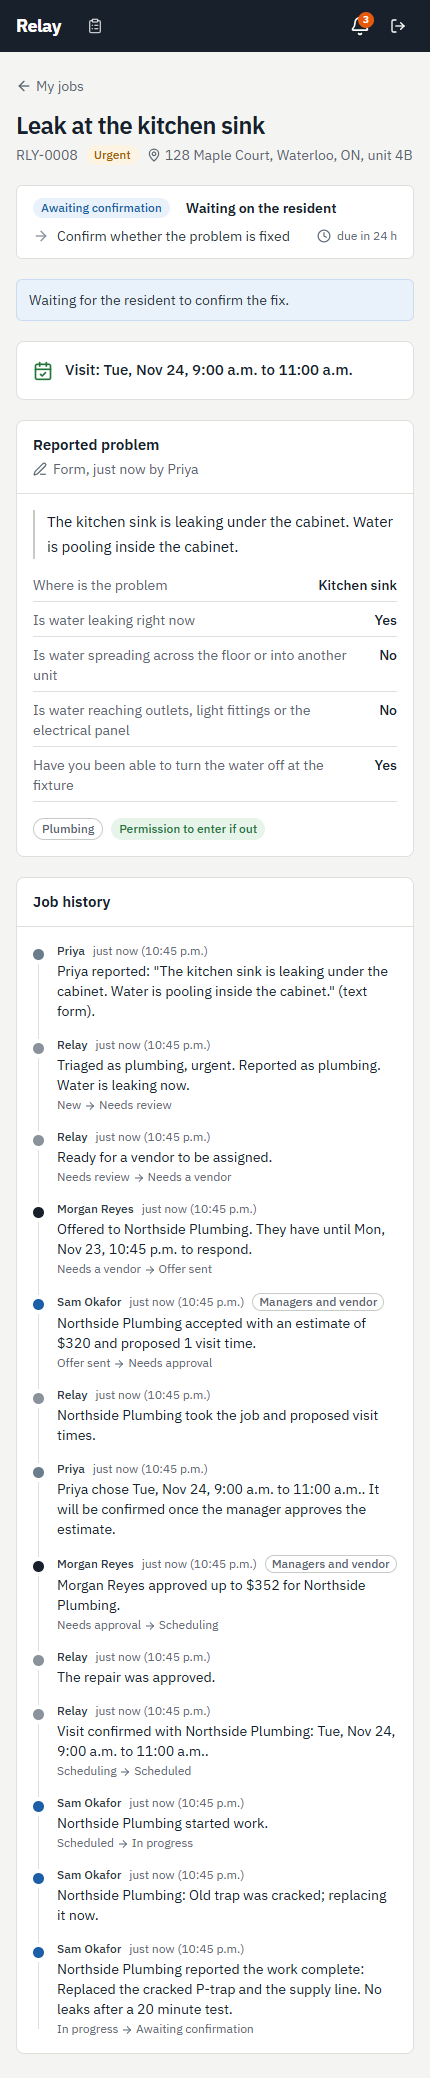 Relay
3
My jobs
Leak at the kitchen sink
RLY-0008 Urgent 128 Maple Court, Waterloo, ON, unit 4B
Awaiting confirmation Waiting on the resident
Confirm whether the problem is fixed due in 24 h
Waiting for the resident to confirm the fix.
Visit: Tue, Nov 24, 9:00 a.m. to 11:00 a.m.
Reported problem
Form, just now by Priya
The kitchen sink is leaking under the cabinet. Water
is pooling inside the cabinet.
Where is the problem Kitchen sink
Is water leaking right now Yes
Is water spreading across the floor or into another No
unit
Is water reaching outlets, light fittings or the No
electrical panel
Have you been able to turn the water off at the Yes
fixture
Plumbing Permission to enter if out
Job history
Priya just now (10:45 p.m.)
Priya reported: "The kitchen sink is leaking under the
cabinet. Water is pooling inside the cabinet." (text
form).
Relay just now (10:45 p.m.)
Triaged as plumbing, urgent. Reported as plumbing.
Water is leaking now.
New → Needs review
Relay just now (10:45 p.m.)
Ready for a vendor to be assigned.
Needs review → Needs a vendor
Morgan Reyes just now (10:45 p.m.)
Offered to Northside Plumbing. They have until Mon,
Nov 23, 10:45 p.m. to respond.
Needs a vendor → Offer sent
Sam Okafor just now (10:45 p.m.) Managers and vendor
Northside Plumbing accepted with an estimate of
$320 and proposed 1 visit time.
Offer sent → Needs approval
Relay just now (10:45 p.m.)
Northside Plumbing took the job and proposed visit
times.
Priya just now (10:45 p.m.)
Priya chose Tue, Nov 24, 9:00 a.m. to 11:00 a.m.. It
will be confirmed once the manager approves the
estimate.
Morgan Reyes just now (10:45 p.m.) Managers and vendor
Morgan Reyes approved up to $352 for Northside
Plumbing.
Needs approval → Scheduling
Relay just now (10:45 p.m.)
The repair was approved.
Relay just now (10:45 p.m.)
Visit confirmed with Northside Plumbing: Tue, Nov 24,
9:00 a.m. to 11:00 a.m..
Scheduling → Scheduled
Sam Okafor just now (10:45 p.m.)
Northside Plumbing started work.
Scheduled → In progress
Sam Okafor just now (10:45 p.m.)
Northside Plumbing: Old trap was cracked; replacing
it now.
Sam Okafor just now (10:45 p.m.)
Northside Plumbing reported the work complete:
Replaced the cracked P-trap and the supply line. No
leaks after a 20 minute test.
In progress → Awaiting confirmation